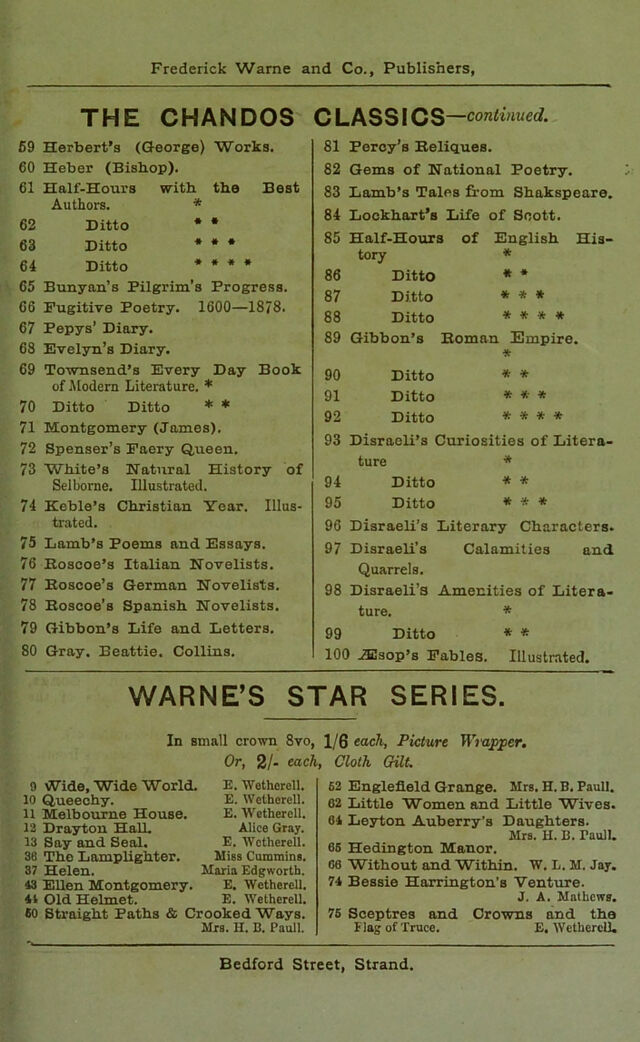 Frederick Warne and Co., Publishers,
THE CHANDOS CLASSICS—continued.
59 Herbert's (George) Works.
60 Heber (Bishop).
61 Half-Hours with the Best
Authors. *
62 Ditto * *
63 Ditto * * *
64 Ditto * * * *
65 Bunyan's Pilgrim's Progress.
66 Fugitive Poetry. 1600—1878.
67 Pepys' Diary.
68 Evelyn's Diary.
69 Townsend's Every Day Book
of Modern Literature. *
70 Ditto Ditto * *
71 Montgomery (James).
72 Spenser's Faery Queen.
73 White's Natural History of
Selborne. Illustrated.
74 Keble's Christian Year. Illus-
trated.
75 Lamb's Poems and Essays.
76 Roscoe's Italian Novelists.
77 Roscoe's German Novelists.
78 Roscoe's Spanish Novelists.
79 Gibbon's Life and Letters.
80 Gray. Beattie. Collins.
81 Percy's Reliques.
82 Gems of National Poetry.
83 Lamb's Tales from Shakspeare.
84 Lockhart's Life of Scott.
85 Half-Hours of English His-
tory *
86 Ditto * *
87 Ditto * * *
88 Ditto * * * *
89 Gibbon's Roman Empire.
*
90 Ditto * *
91 Ditto * * *
92 Ditto * * * *
93 Disraeli's Curiosities of Litera-
ture *
94 Ditto * *
95 Ditto * * *
96 Disraeli's Literary Characters.
97 Disraeli's Calamities and
Quarrels.
98 Disraeli's Amenities of Litera-
ture. *
99 Ditto * *
100 Æsop's Fables. Illustrated.
WARNE'S STAR SERIES.
In small crown 8vo, 1/6 each, Picture Wrapper.
Or, 2/- each, Cloth Gilt.
9 Wide, Wide World. E. Wetherell.
10 Queechy. E. Wetherell.
11 Melbourne House. E. Wetherell.
12 Drayton Hall. Alice Gray.
13 Say and Seal. E. Wetherell.
36 The Lamplighter. Miss Cummins.
37 Helen. Maria Edgworth.
43 Ellen Montgomery. E. Wetherell.
44 Old Helmet. E. Wetherell.
50 Straight Paths & Crooked Ways.
Mrs. H. B. Paull.
52 Englefield Grange. Mrs. H. B. Paull.
62 Little Women and Little Wives.
64 Leyton Auberry's Daughters.
Mrs. H. B. Paull.
65 Hedington Manor.
66 Without and Within. W. L. M. Jay.
74 Bessie Harrington's Venture.
J. A. Mathews.
75 Sceptres and Crowns and the
Flag of Truce. E. Wetherell.
Bedford Street, Strand.